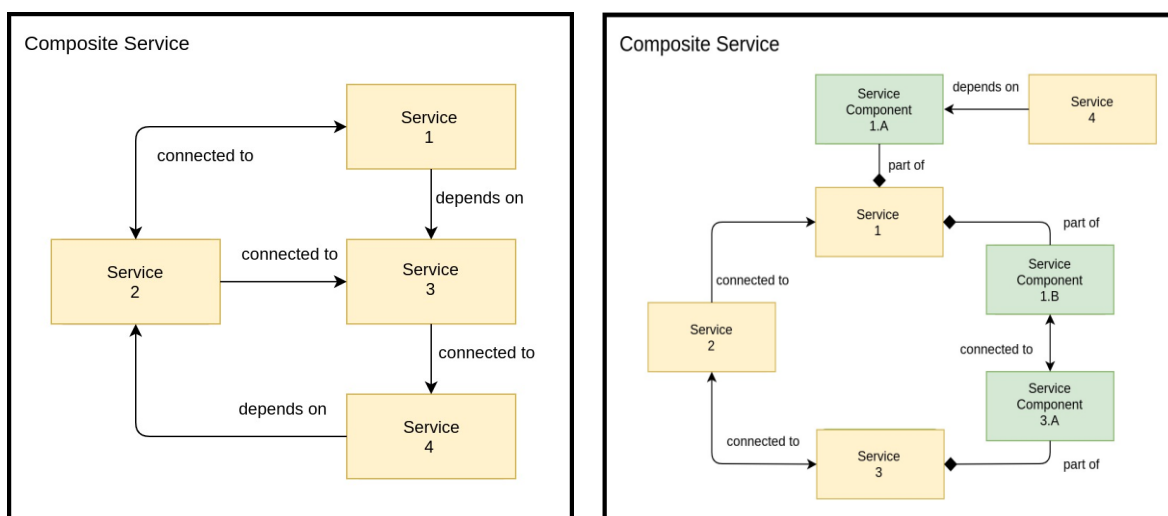 Composite Service
Service
1
connected to
depends on
Service
2
connected to
Service
3
connected to
depends on
Service
4
Composite Service
Service
Component
1.A
depends on
Service
4
part of
Service
1
part of
Service
Component
1.B
connected to
Service
2
connected to
Service
Component
3.A
connected to
Service
3
part of